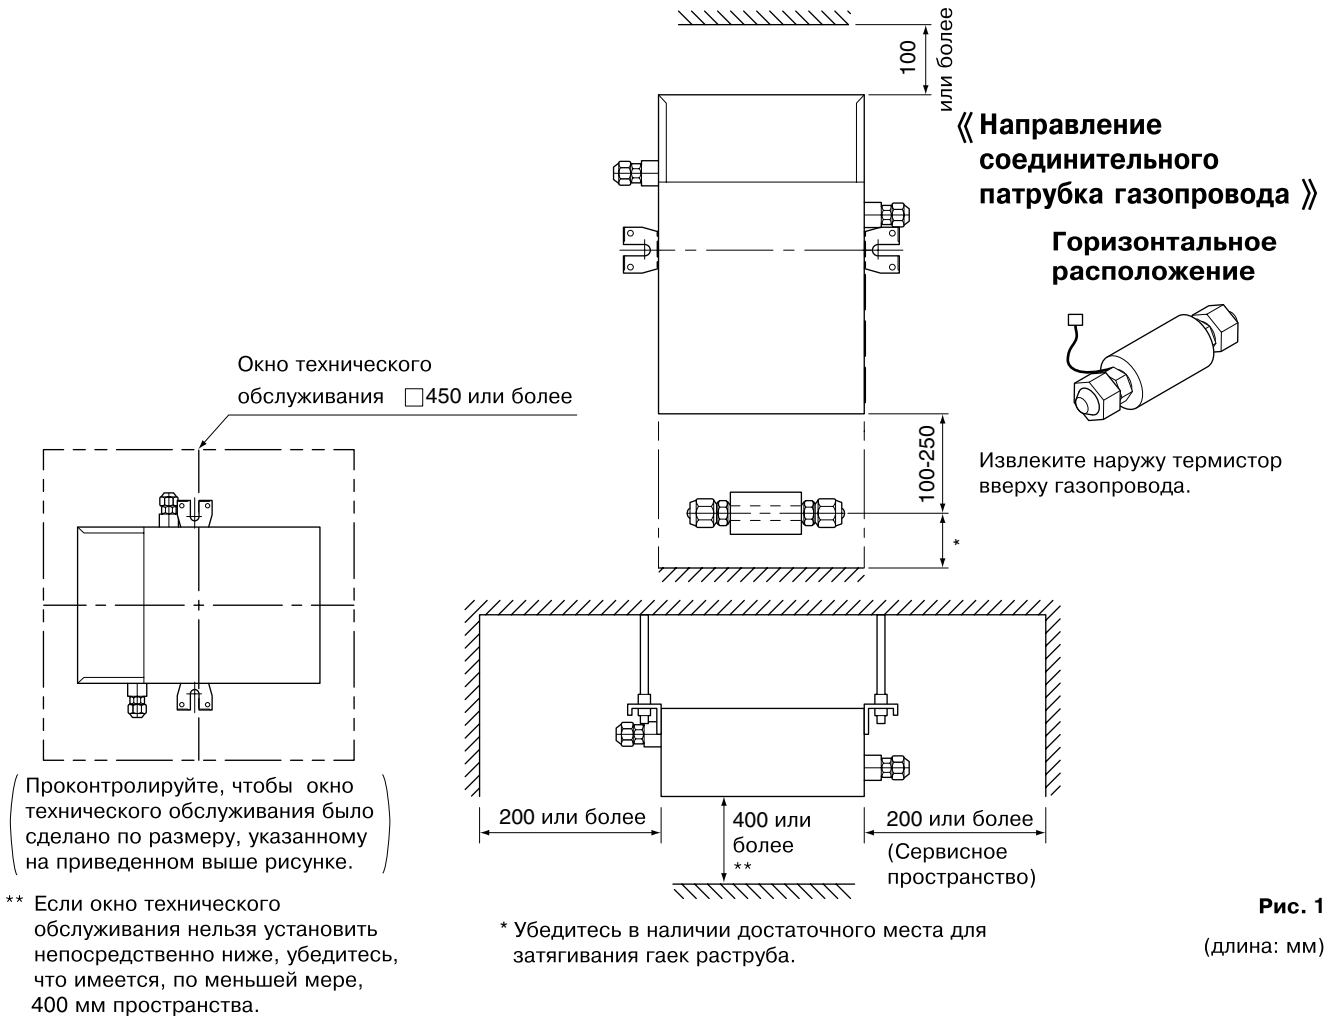 100
или более
《 Направление
соединительного
патрубка газопровода 》
Горизонтальное
расположение
Окно технического
обслуживания □450 или более
100-250
Извлеките наружу термистор
вверху газопровода.
*
(Проконтролируйте, чтобы окно
технического обслуживания было
сделано по размеру, указанному
на приведенном выше рисунке.)
200 или более
400 или
более
**
200 или более
(Сервисное
пространство)
** Если окно технического
обслуживания нельзя установить
непосредственно ниже, убедитесь,
что имеется, по меньшей мере,
400 мм пространства.
* Убедитесь в наличии достаточного места для
затягивания гаек раструба.
Рис. 1
(длина: мм)